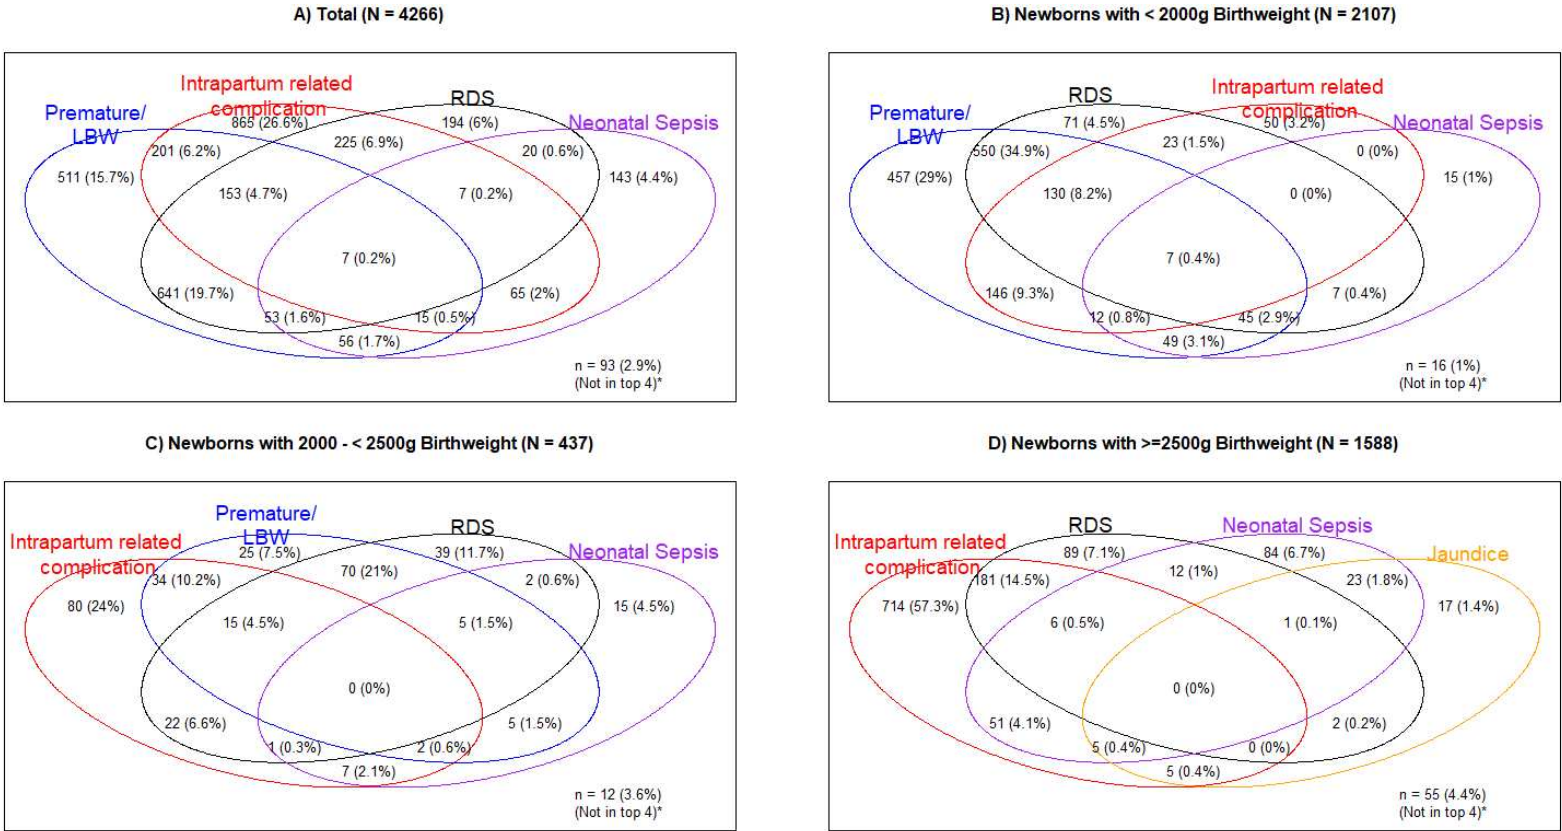 A) Total (N = 4266)
Intrapartum related
complication
RDS
Premature/
LBW
Neonatal Sepsis
865 (26.6%)
194 (6%)
201 (6.2%)
225 (6.9%)
20 (0.6%)
511 (15.7%)
153 (4.7%)
7 (0.2%)
143 (4.4%)
7 (0.2%)
641 (19.7%)
65 (2%)
53 (1.6%)
15 (0.5%)
56 (1.7%)
n = 93 (2.9%)
(Not in top 4)*
B) Newborns with < 2000g Birthweight (N = 2107)
RDS
Intrapartum related
complication
Premature/
LBW
Neonatal Sepsis
71 (4.5%)
50 (3.2%)
550 (34.9%)
23 (1.5%)
0 (0%)
457 (29%)
130 (8.2%)
0 (0%)
15 (1%)
7 (0.4%)
146 (9.3%)
7 (0.4%)
12 (0.8%)
45 (2.9%)
49 (3.1%)
n = 16 (1%)
(Not in top 4)*
C) Newborns with 2000 - < 2500g Birthweight (N = 437)
Premature/
LBW
RDS
Intrapartum related
complication
Neonatal Sepsis
25 (7.5%)
39 (11.7%)
34 (10.2%)
70 (21%)
2 (0.6%)
80 (24%)
15 (4.5%)
5 (1.5%)
15 (4.5%)
0 (0%)
22 (6.6%)
5 (1.5%)
1 (0.3%)
2 (0.6%)
7 (2.1%)
n = 12 (3.6%)
(Not in top 4)*
D) Newborns with >=2500g Birthweight (N = 1588)
RDS
Neonatal Sepsis
Intrapartum related
complication
Jaundice
89 (7.1%)
84 (6.7%)
181 (14.5%)
12 (1%)
23 (1.8%)
714 (57.3%)
6 (0.5%)
1 (0.1%)
17 (1.4%)
0 (0%)
51 (4.1%)
2 (0.2%)
5 (0.4%)
0 (0%)
5 (0.4%)
n = 55 (4.4%)
(Not in top 4)*